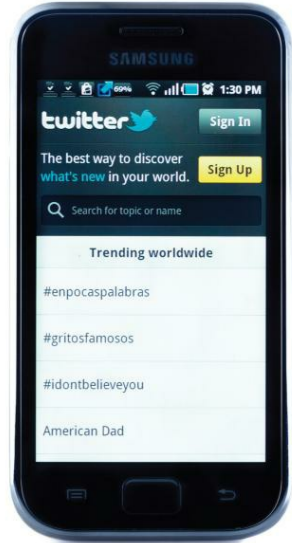 SAMSUNG
69% 1:30 PM
twitter Sign In
The best way to discover
what's new in your world. Sign Up
Search for topic or name
Trending worldwide
#enpocaspalabras
#gritosfamosos
#idontbelieveyou
American Dad